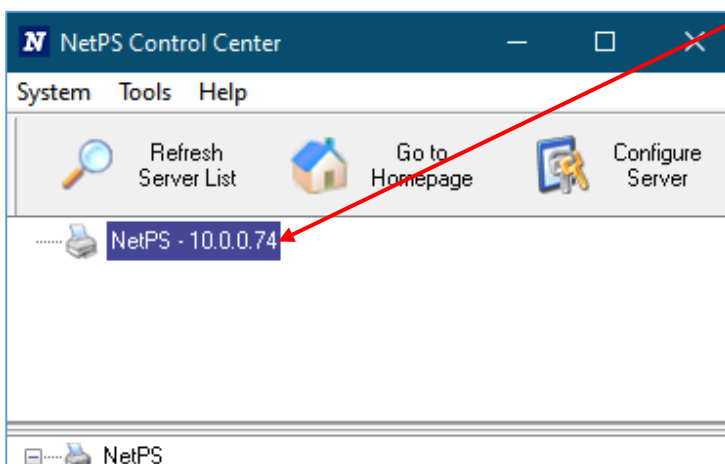 NetPS Control Center
System Tools Help
Refresh
Server List
Go to
Homepage
Configure
Server
NetPS - 10.0.0.74
NetPS